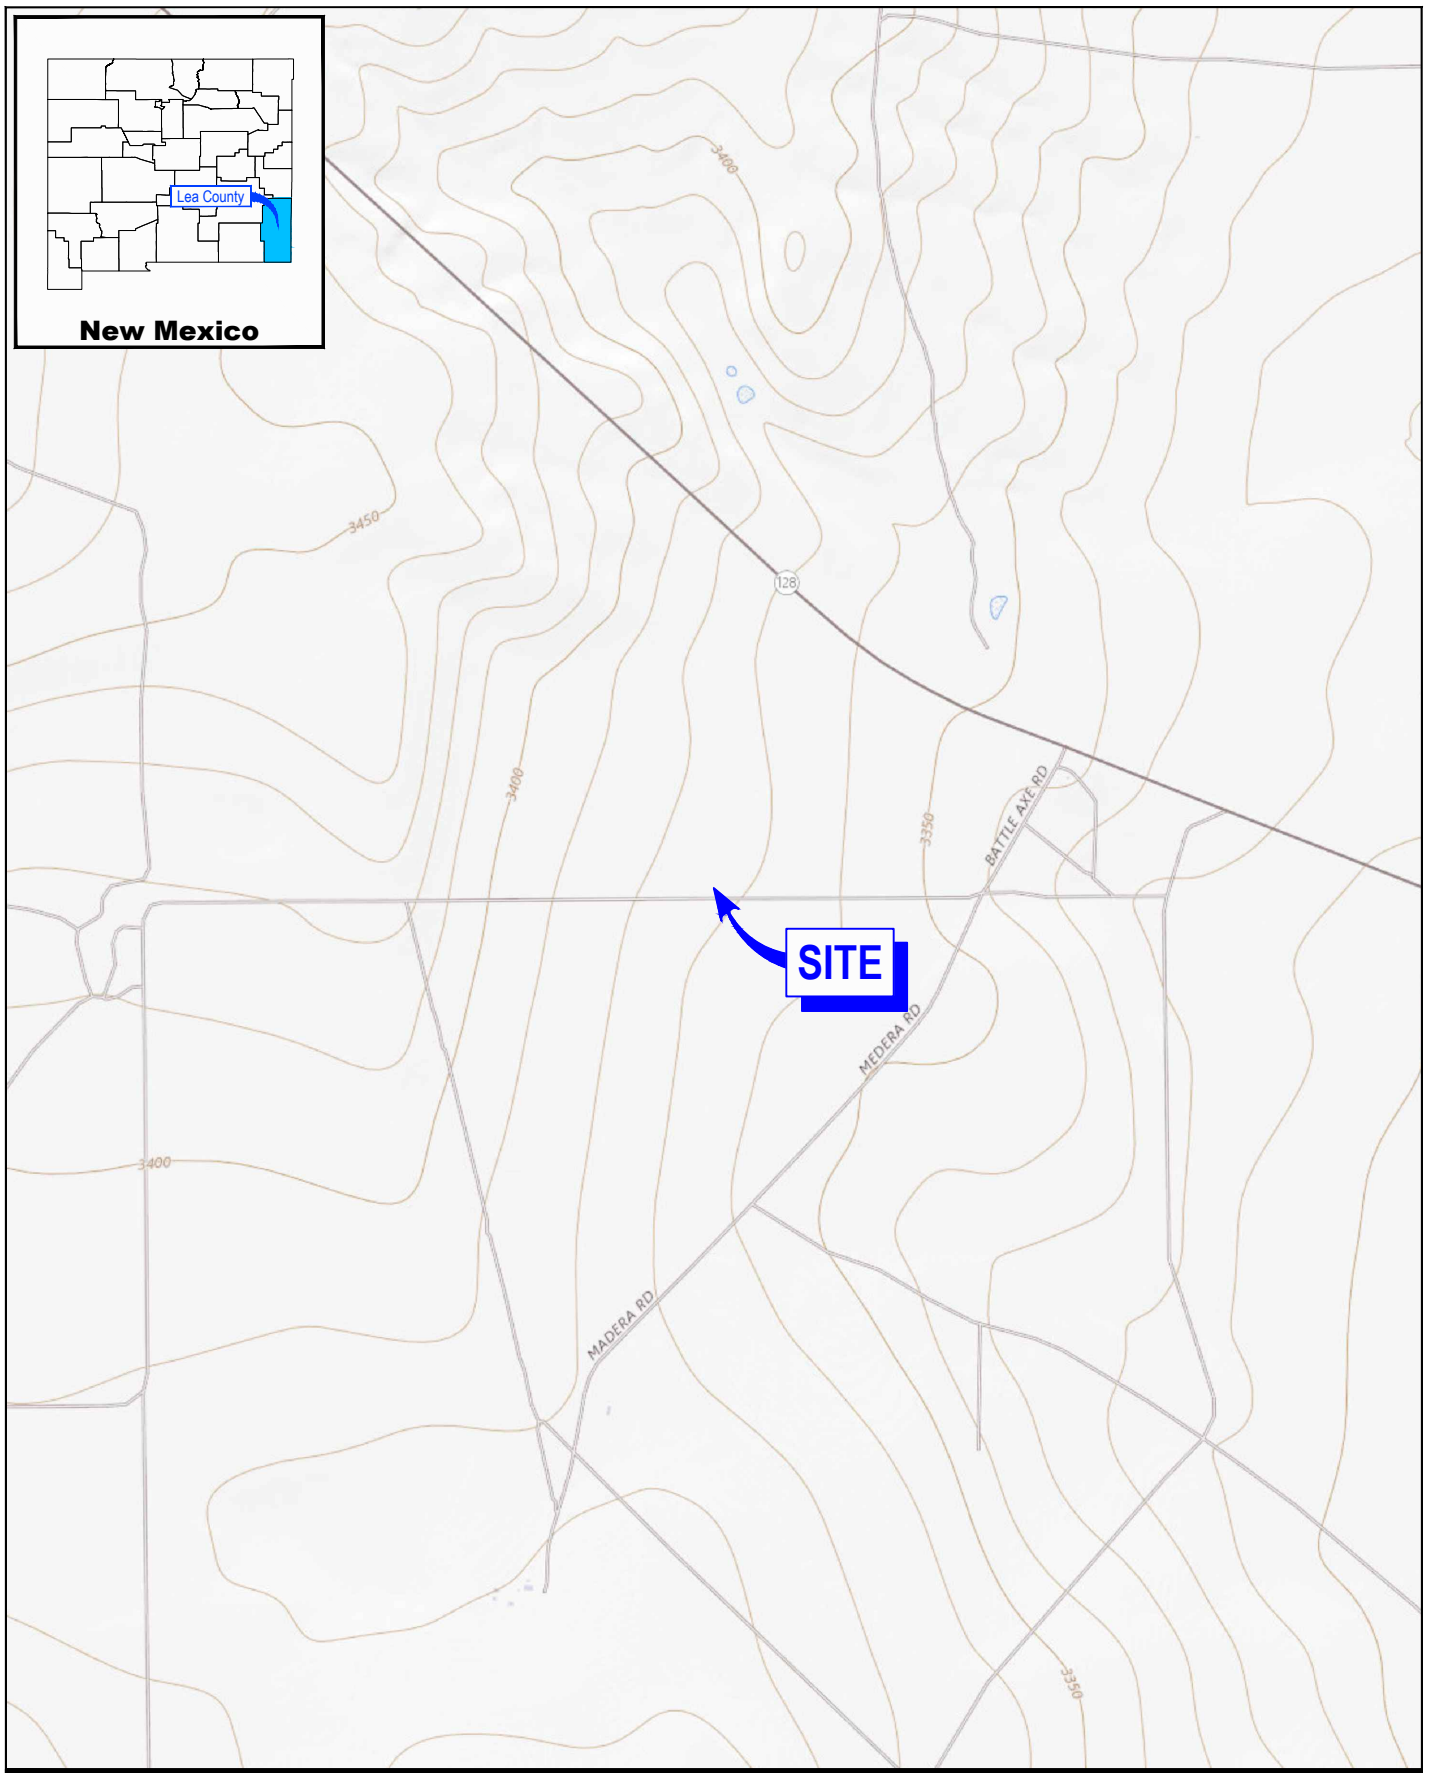 Lea County
New Mexico
3400
3450
128
3400
3350
BATTLE AXE RD
SITE
MEDERA RD
3400
MADERA RD
3350